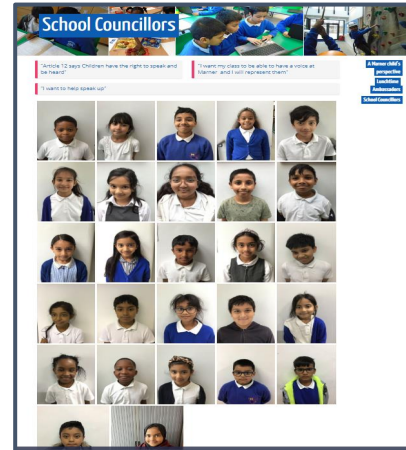 School Councillors
"Article 12 says Children have the right to speak and
be heard"
"I want my class to be able to have a voice at
Marner and I will represent them"
"I want to help speak up"
A Marner child's
perspective
Lunchtime
Ambassadors
School Councillors